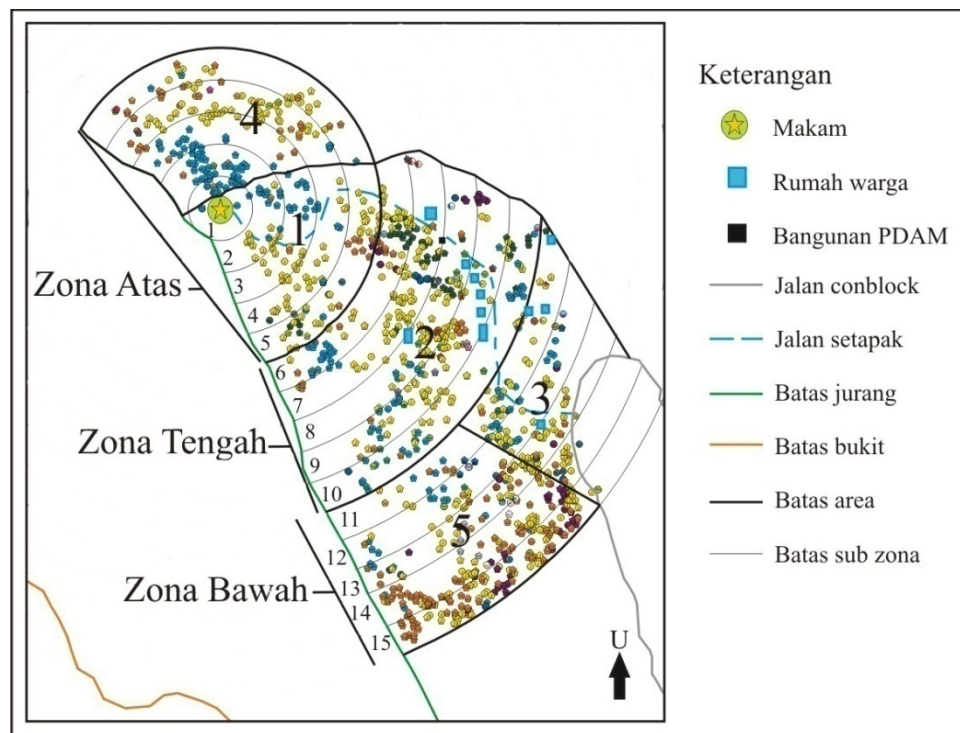 4
1
1
2
3
Zona Atas
4
5
6
2
7
3
8
Zona Tengah
9
10
11
5
12
Zona Bawah
13
14
15
U
Keterangan
Makam
Rumah warga
Bangunan PDAM
Jalan conblock
Jalan setapak
Batas jurang
Batas bukit
Batas area
Batas sub zona